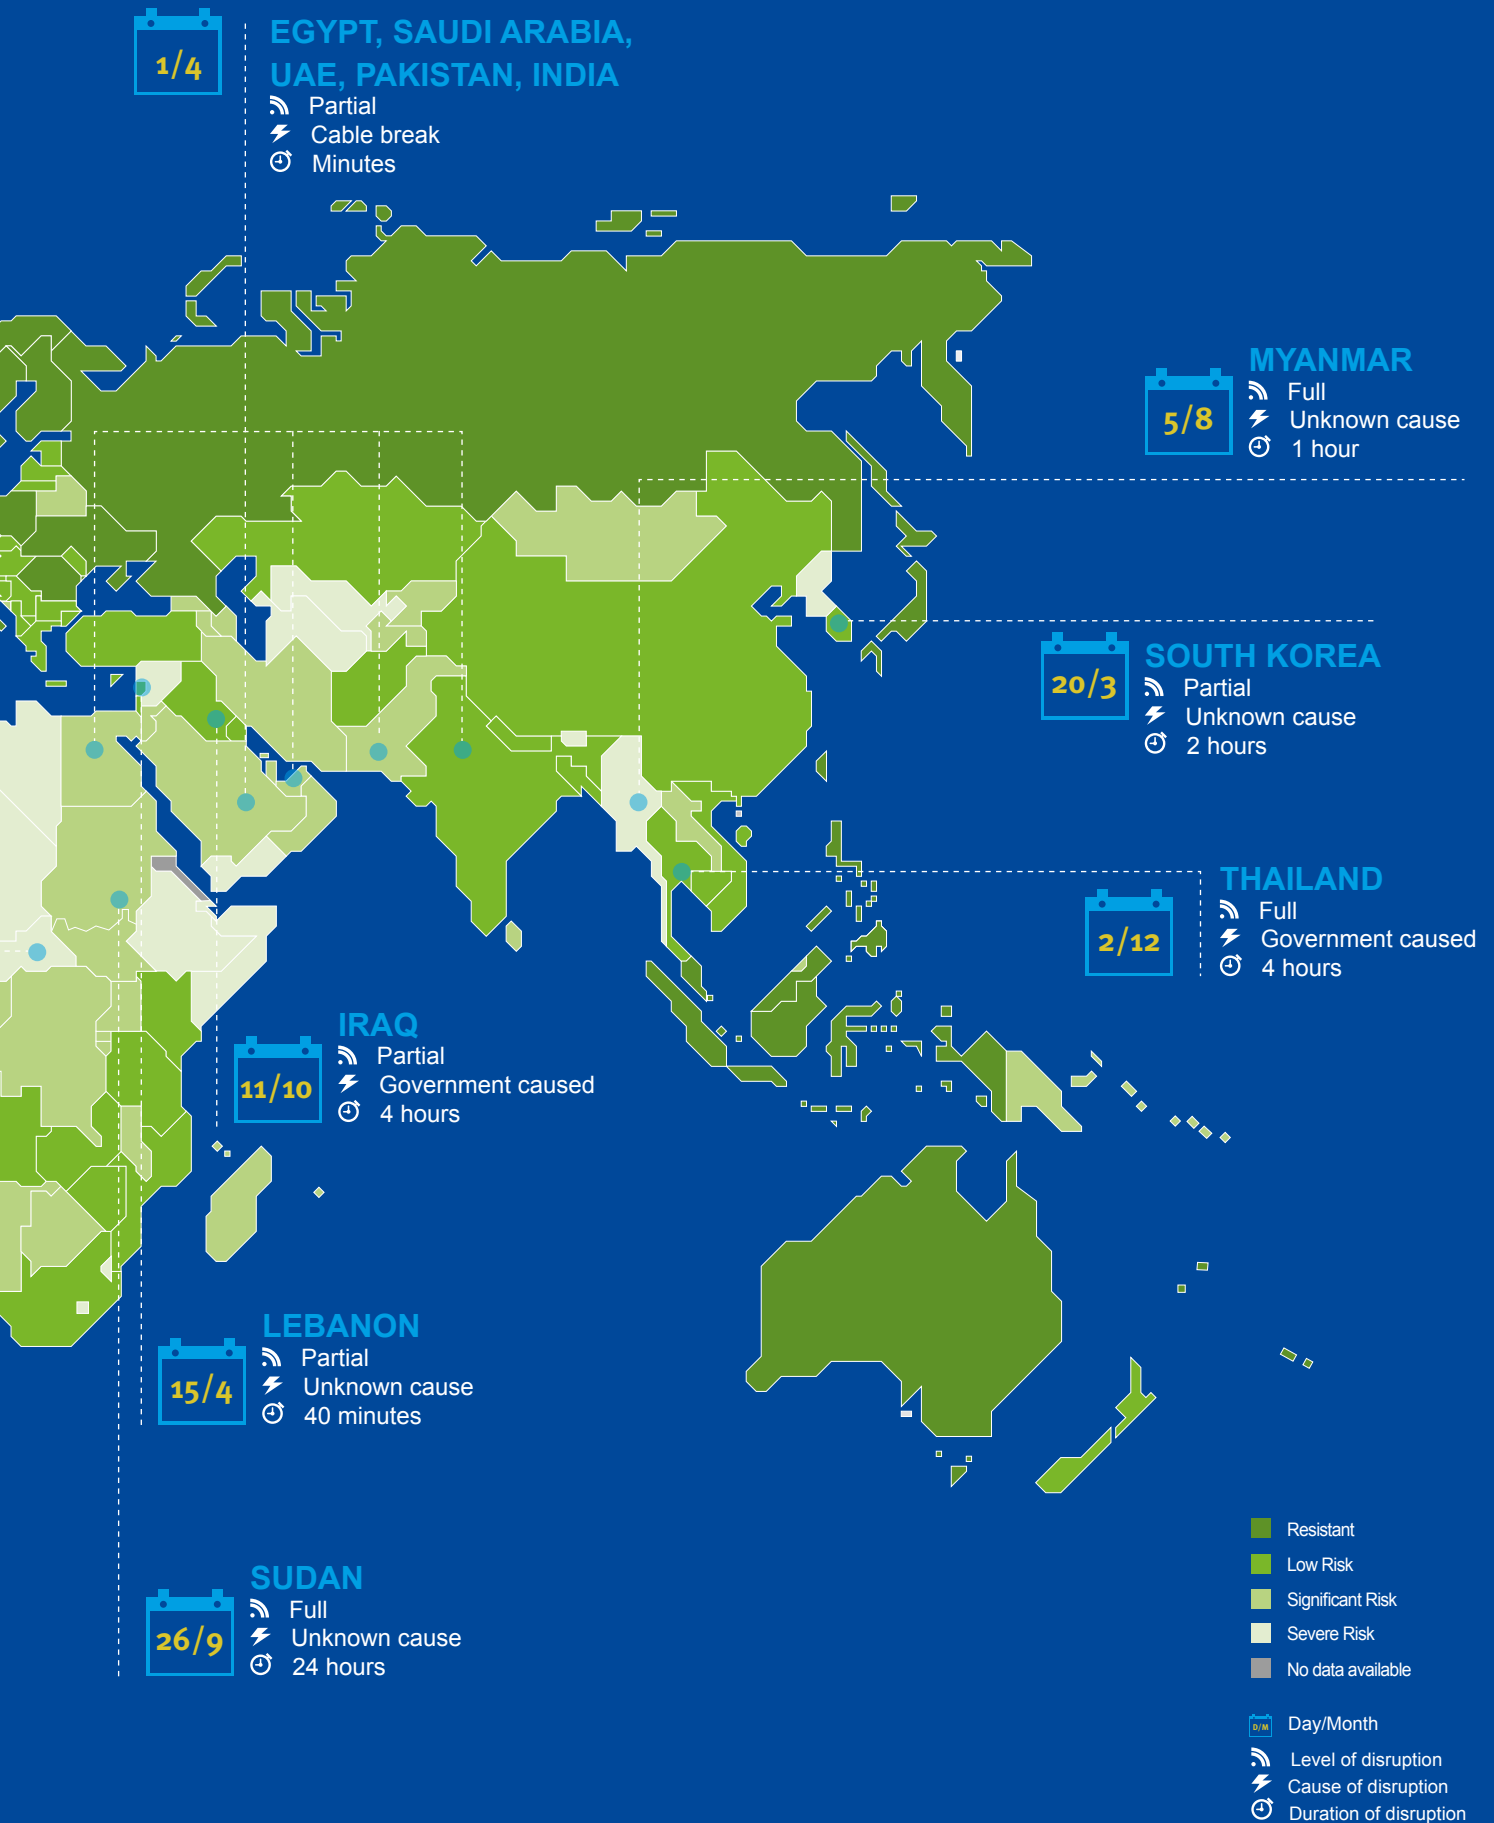 1/4
EGYPT, SAUDI ARABIA,
UAE, PAKISTAN, INDIA
Partial
Cable break
Minutes
5/8
MYANMAR
Full
Unknown cause
1 hour
20/3
SOUTH KOREA
Partial
Unknown cause
2 hours
2/12
THAILAND
Full
Government caused
4 hours
11/10
IRAQ
Partial
Government caused
4 hours
15/4
LEBANON
Partial
Unknown cause
40 minutes
26/9
SUDAN
Full
Unknown cause
24 hours
Resistant
Low Risk
Significant Risk
Severe Risk
No data available
D/M Day/Month
Level of disruption
Cause of disruption
Duration of disruption